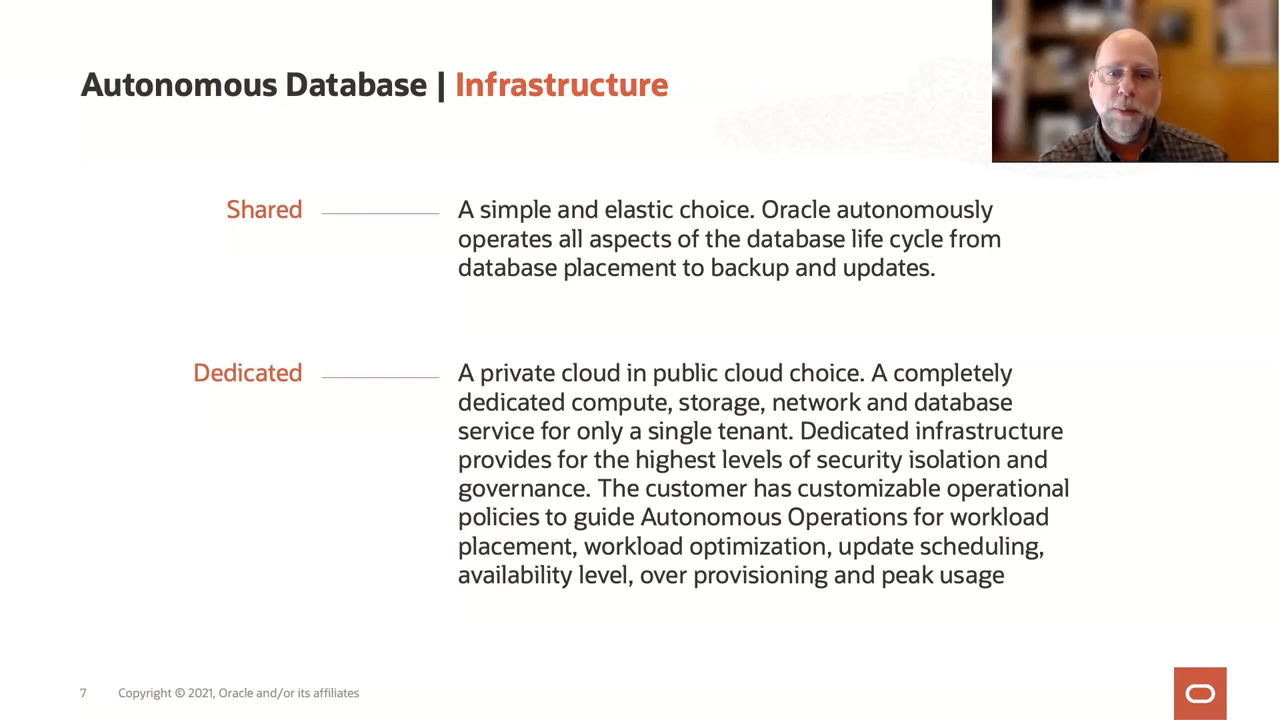 Autonomous Database | Infrastructure
Shared
A simple and elastic choice. Oracle autonomously
operates all aspects of the database life cycle from
database placement to backup and updates.
Dedicated
A private cloud in public cloud choice. A completely
dedicated compute, storage, network and database
service for only a single tenant. Dedicated infrastructure
provides for the highest levels of security isolation and
governance. The customer has customizable operational
policies to guide Autonomous Operations for workload
placement, workload optimization, update scheduling,
availability level, over provisioning and peak usage
7 Copyright © 2021, Oracle and/or its affiliates